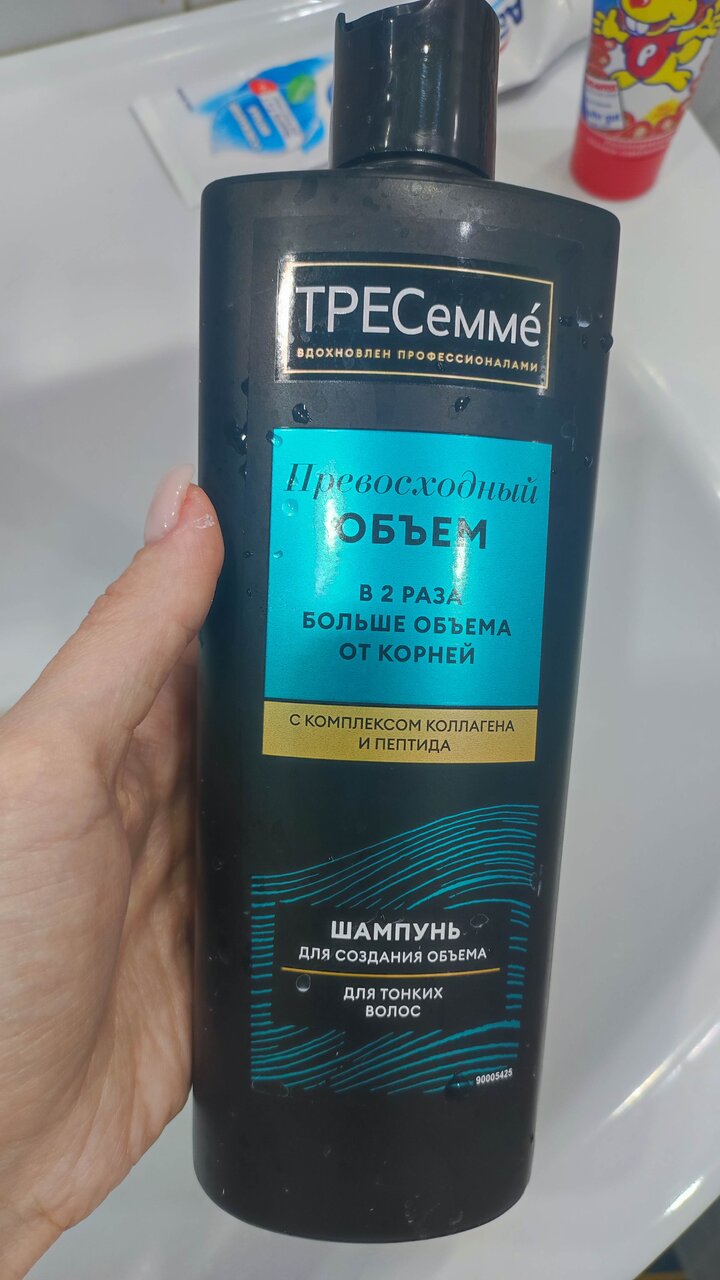 ТРЕСеммé
ВДОХНОВЛЕН ПРОФЕССИОНАЛАМИ
Превосходный
ОБЪЕМ
В 2 РАЗА
БОЛЬШЕ ОБЪЕМА
ОТ КОРНЕЙ
С КОМПЛЕКСОМ КОЛЛАГЕНА
И ПЕПТИДА
ШАМПУНЬ
ДЛЯ СОЗДАНИЯ ОБЪЕМА
ДЛЯ ТОНКИХ
ВОЛОС
90005425